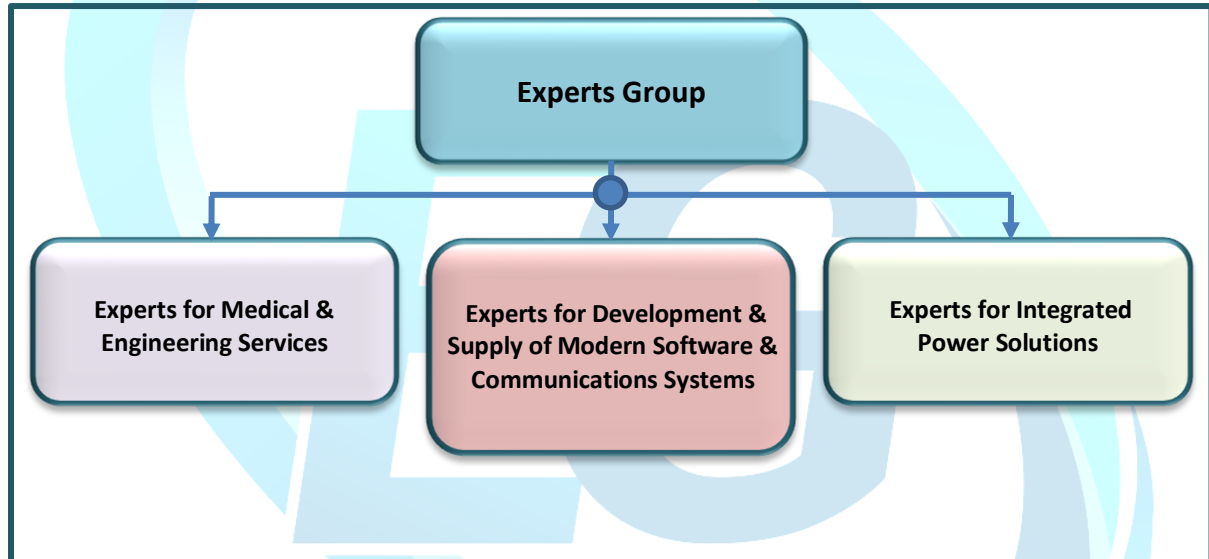 Experts Group
Experts for Medical &
Engineering Services
Experts for Development &
Supply of Modern Software &
Communications Systems
Experts for Integrated
Power Solutions